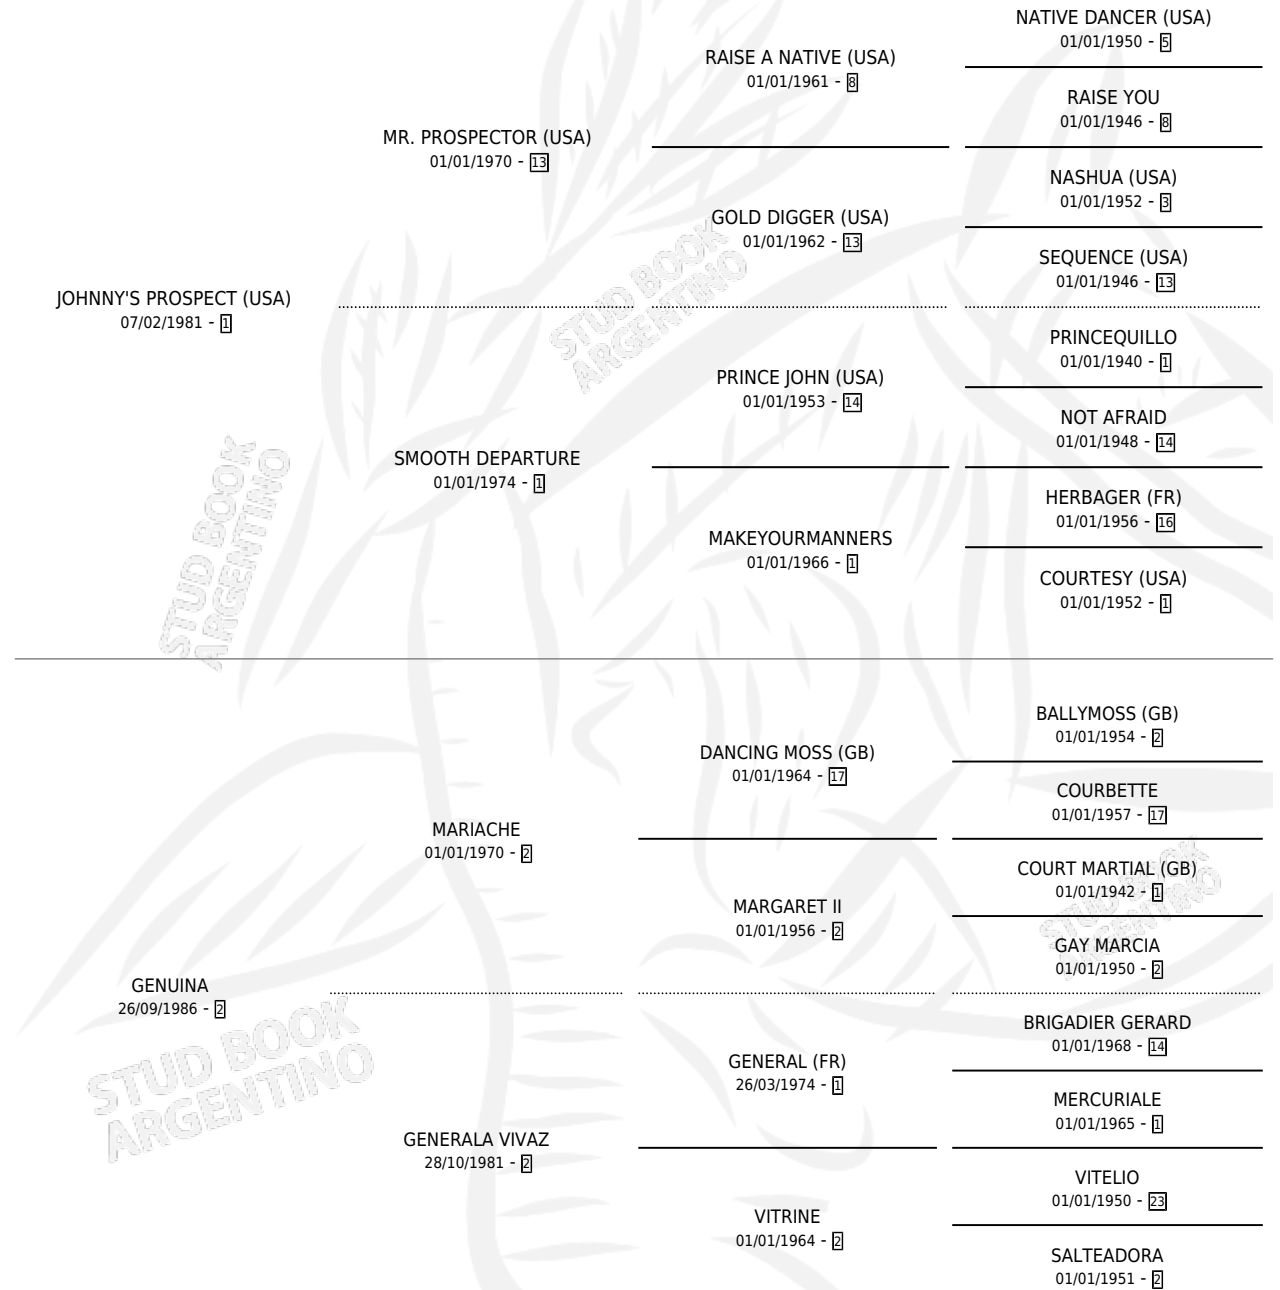 NATIVE DANCER (USA)
01/01/1950 - 5
RAISE A NATIVE (USA)
01/01/1961 - 8
RAISE YOU
01/01/1946 - 8
MR. PROSPECTOR (USA)
01/01/1970 - 13
NASHUA (USA)
01/01/1952 - 3
GOLD DIGGER (USA)
01/01/1962 - 13
SEQUENCE (USA)
01/01/1946 - 13
JOHNNY'S PROSPECT (USA)
07/02/1981 - 1
PRINCEQUILLO
01/01/1940 - 1
PRINCE JOHN (USA)
01/01/1953 - 14
NOT AFRAID
01/01/1948 - 14
SMOOTH DEPARTURE
01/01/1974 - 1
HERBAGER (FR)
01/01/1956 - 16
MAKEYOURMANNERS
01/01/1966 - 1
COURTESY (USA)
01/01/1952 - 1
BALLYMOSS (GB)
01/01/1954 - 2
DANCING MOSS (GB)
01/01/1964 - 17
COURBETTE
01/01/1957 - 17
MARIACHE
01/01/1970 - 2
COURT MARTIAL (GB)
01/01/1942 - 1
MARGARET II
01/01/1956 - 2
GAY MARCIA
01/01/1950 - 2
GENUINA
26/09/1986 - 2
BRIGADIER GERARD
01/01/1968 - 14
GENERAL (FR)
26/03/1974 - 1
MERCURIALE
01/01/1965 - 1
GENERALA VIVAZ
28/10/1981 - 2
VITELIO
01/01/1950 - 23
VITRINE
01/01/1964 - 2
SALTEADORA
01/01/1951 - 2
STUD BOOK
ARGENTINO
STUD BOOK
ARGENTINO
STUD BOOK
ARGENTINO
STUD BOOK
ARGENTINO